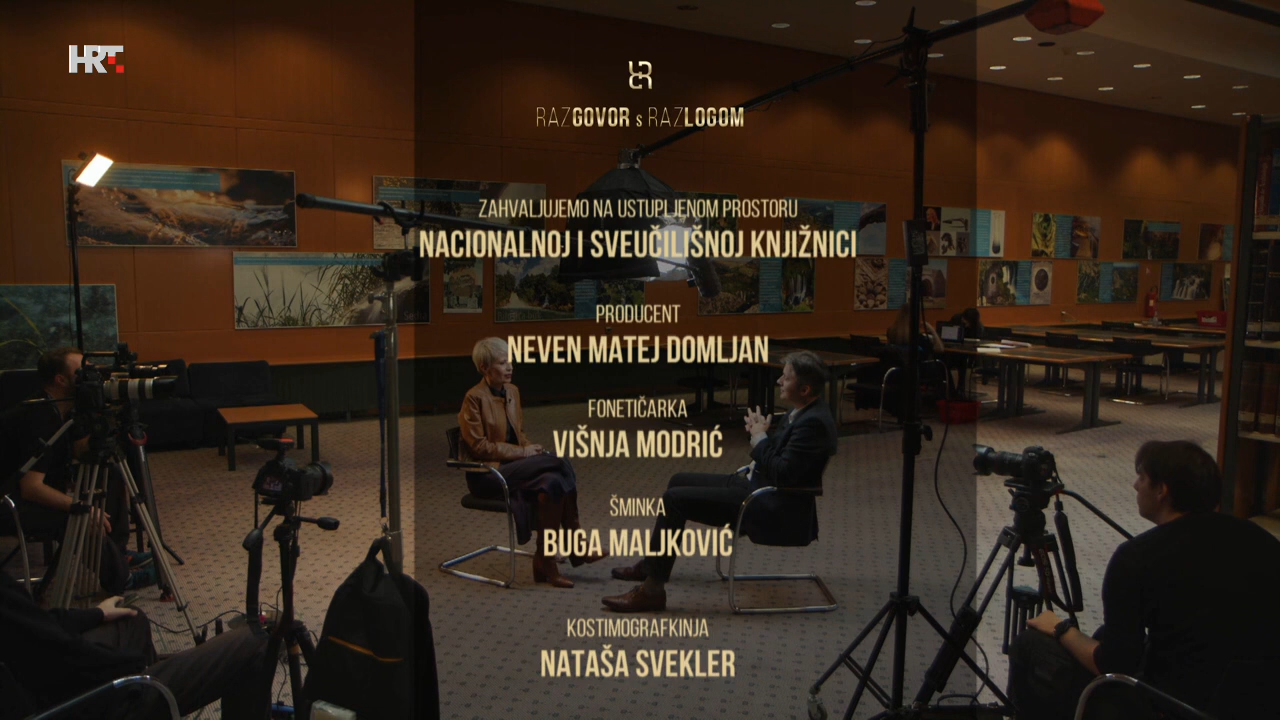 HRT
RAZGOVOR s RAZLOGOM
ZAHVALJUJEMO NA USTUPLJENOM PROSTORU
NACIONALNOJ I SVEUČILIŠNOJ KNJIŽNICI
PRODUCENT
NEVEN MATEJ DOMLJAN
FONETIČARKA
VIŠNJA MODRIĆ
ŠMINKA
BUGA MALJKOVIĆ
KOSTIMOGRAFKINJA
NATAŠA SVEKLER